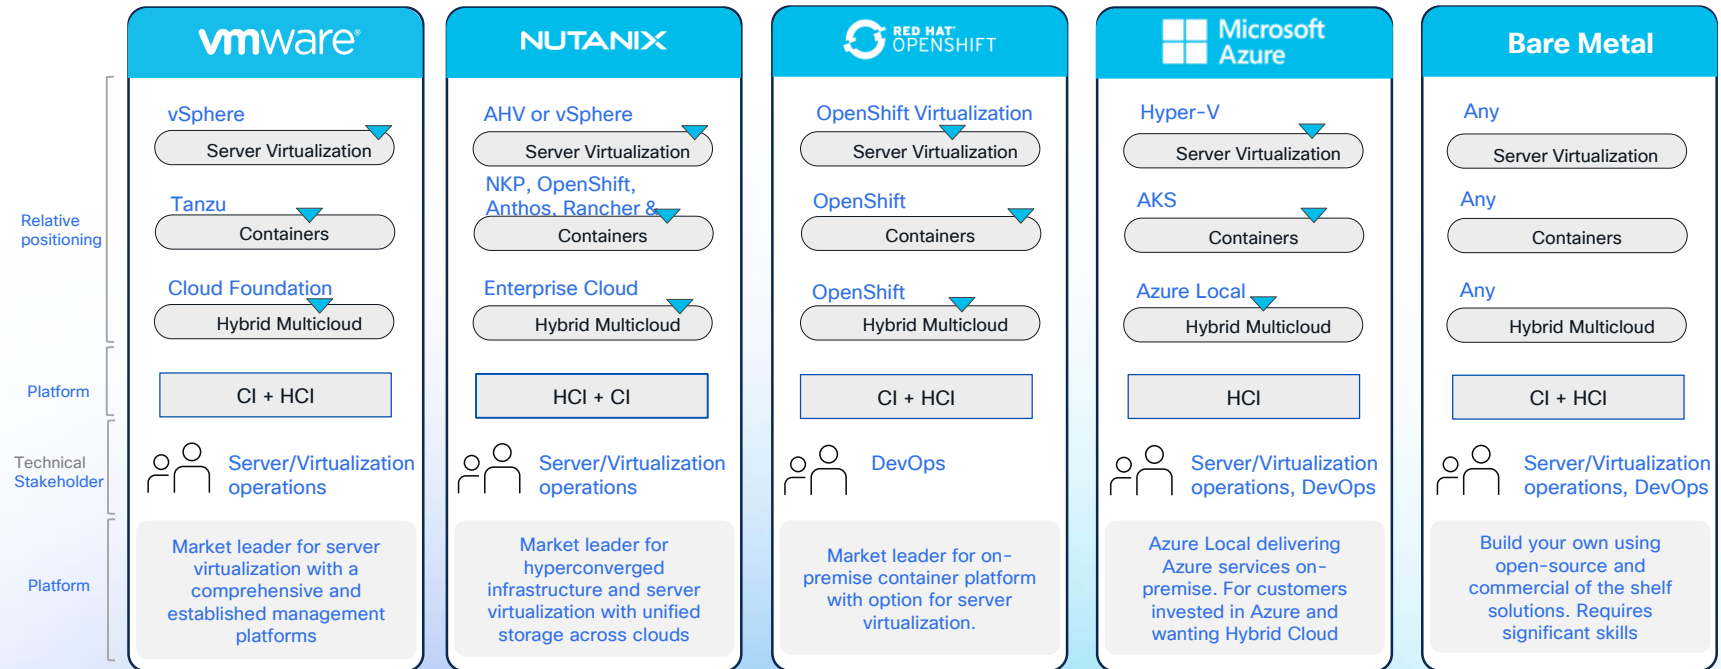 vmware®
NUTANIX
RED HAT®
OPENSHIFT
Microsoft
Azure
Bare Metal
Relative
positioning
vSphere
Server Virtualization
Tanzu
Containers
Cloud Foundation
Hybrid Multicloud
AHV or vSphere
Server Virtualization
NKP, OpenShift,
Anthos, Rancher &
Containers
Enterprise Cloud
Hybrid Multicloud
OpenShift Virtualization
Server Virtualization
OpenShift
Containers
OpenShift
Hybrid Multicloud
Hyper-V
Server Virtualization
AKS
Containers
Azure Local
Hybrid Multicloud
Any
Server Virtualization
Any
Containers
Any
Hybrid Multicloud
Platform
CI + HCI
HCI + CI
CI + HCI
HCI
CI + HCI
Technical
Stakeholder
Server/Virtualization
operations
Server/Virtualization
operations
DevOps
Server/Virtualization
operations, DevOps
Server/Virtualization
operations, DevOps
Platform
Market leader for server
virtualization with a
comprehensive and
established management
platforms
Market leader for
hyperconverged
infrastructure and server
virtualization with unified
storage across clouds
Market leader for on-
premise container platform
with option for server
virtualization.
Azure Local delivering
Azure services on-
premise. For customers
invested in Azure and
wanting Hybrid Cloud
Build your own using
open-source and
commercial of the shelf
solutions. Requires
significant skills